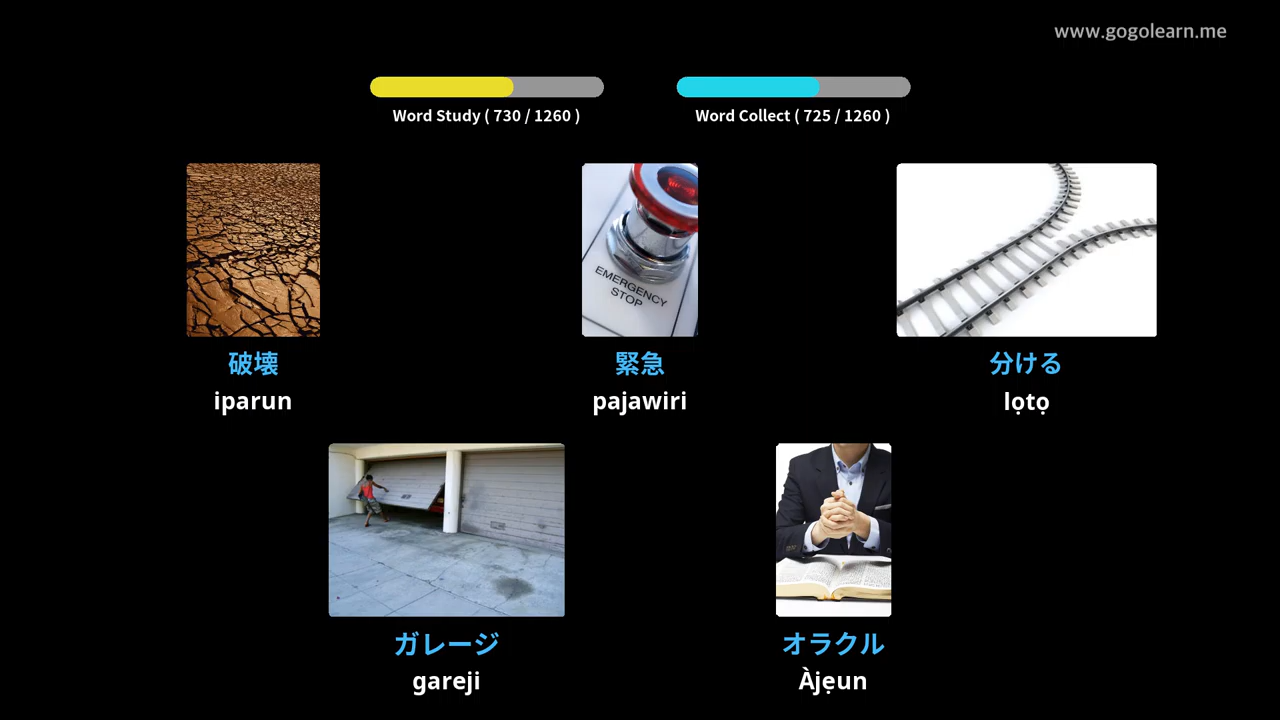 www.gogolearn.me
Word Study ( 730 / 1260 )
Word Collect ( 725 / 1260 )
EMERGENCY
STOP
破壊
iparun
緊急
pajawiri
分ける
lọtọ
ガレージ
gareji
オラクル
Àjẹun